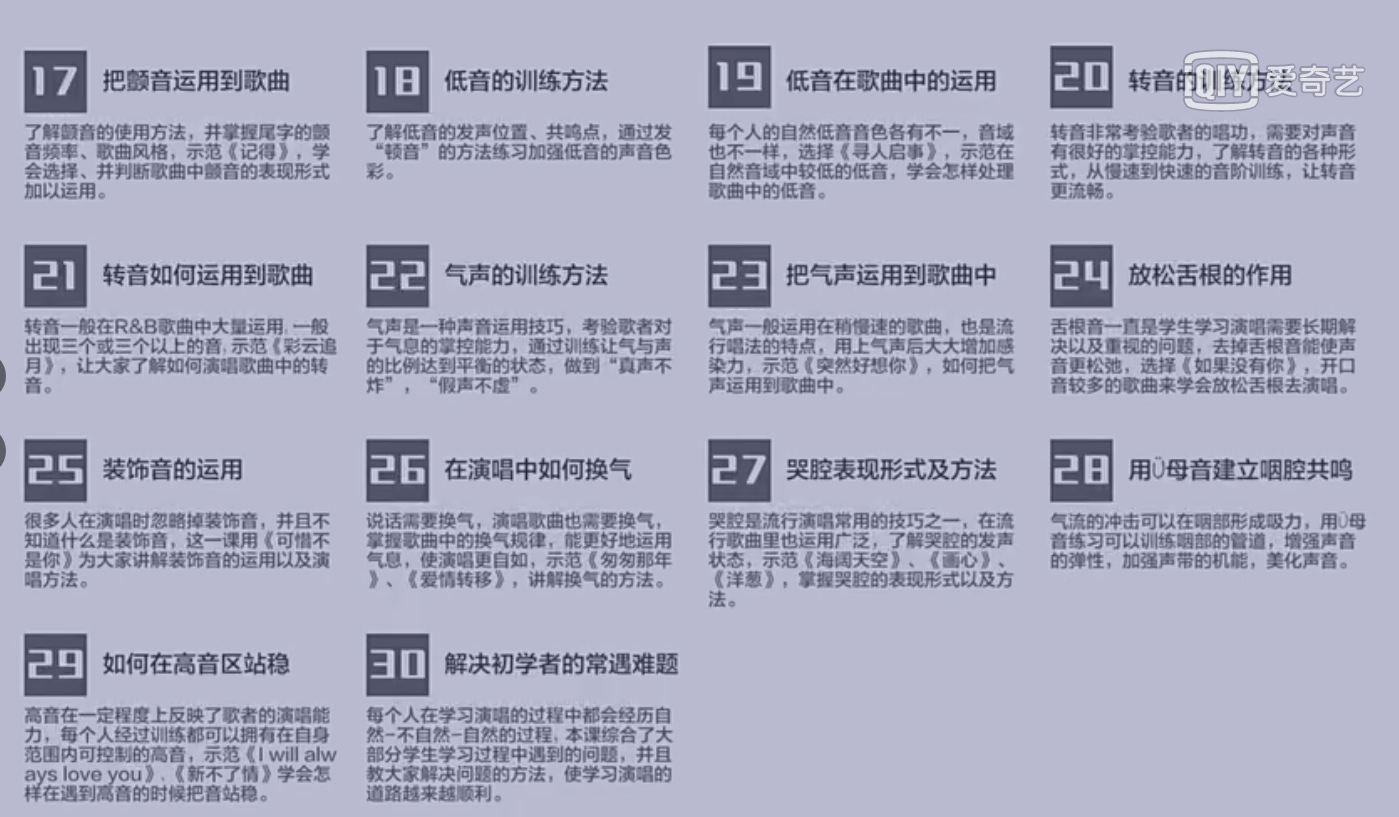 17
把颤音运用到歌曲
了解颤音的使用方法，并掌握尾字的颤
音频率、歌曲风格，示范《记得》，学
会选择、并判断歌曲中颤音的表现形式
加以运用。
18
低音的训练方法
了解低音的发声位置、共鸣点，通过发
“顿音”的方法练习加强低音的声音色
彩。
19
低音在歌曲中的运用
每个人的自然低音音色各有不一，音域
也不一样，选择《寻人启事》，示范在
自然音域中较低的低音，学会怎样处理
歌曲中的低音。
20
转音的训练方法
QIY 爱奇艺
转音非常考验歌者的唱功，需要对声音
有很好的掌控能力，了解转音的各种形
式，从慢速到快速的音阶训练，让转音
更流畅。
21
转音如何运用到歌曲
转音一般在R&B歌曲中大量运用,一般
出现三个或三个以上的音,示范《彩云追
月》，让大家了解如何演唱歌曲中的转
音。
22
气声的训练方法
气声是一种声音运用技巧，考验歌者对
于气息的掌控能力，通过训练让气与声
的比例达到平衡的状态，做到“真声不
炸”，“假声不虚”。
23
把气声运用到歌曲中
气声一般运用在稍慢速的歌曲，也是流
行唱法的特点，用上气声后大大增加感
染力，示范《突然好想你》，如何把气
声运用到歌曲中。
24
放松舌根的作用
舌根音一直是学生学习演唱需要长期解
决以及重视的问题，去掉舌根音能使声
音更松弛，选择《如果没有你》，开口
音较多的歌曲来学会放松舌根去演唱。
25
装饰音的运用
很多人在演唱时忽略掉装饰音，并且不
知道什么是装饰音，这一课用《可惜不
是你》为大家讲解装饰音的运用以及演
唱方法。
26
在演唱中如何换气
说话需要换气，演唱歌曲也需要换气，
掌握歌曲中的换气规律，能更好地运用
气息，使演唱更自如，示范《匆匆那年
》、《爱情转移》，讲解换气的方法。
27
哭腔表现形式及方法
哭腔是流行演唱常用的技巧之一，在流
行歌曲里也运用广泛，了解哭腔的发声
状态，示范《海阔天空》、《画心》、
《洋葱》，掌握哭腔的表现形式以及方
法。
28
用Ü母音建立咽腔共鸣
气流的冲击可以在咽部形成吸力，用Ü母
音练习可以训练咽部的管道，增强声音
的弹性，加强声带的机能，美化声音。
29
如何在高音区站稳
高音在一定程度上反映了歌者的演唱能
力，每个人经过训练都可以拥有在自身
范围内可控制的高音，示范《I will alw
ays love you》、《新不了情》学会怎
样在遇到高音的时候把音站稳。
30
解决初学者的常遇难题
每个人在学习演唱的过程中都会经历自
然-不自然-自然的过程,本课综合了大
部分学生学习过程中遇到的问题，并且
教大家解决问题的方法，使学习演唱的
道路越来越顺利。